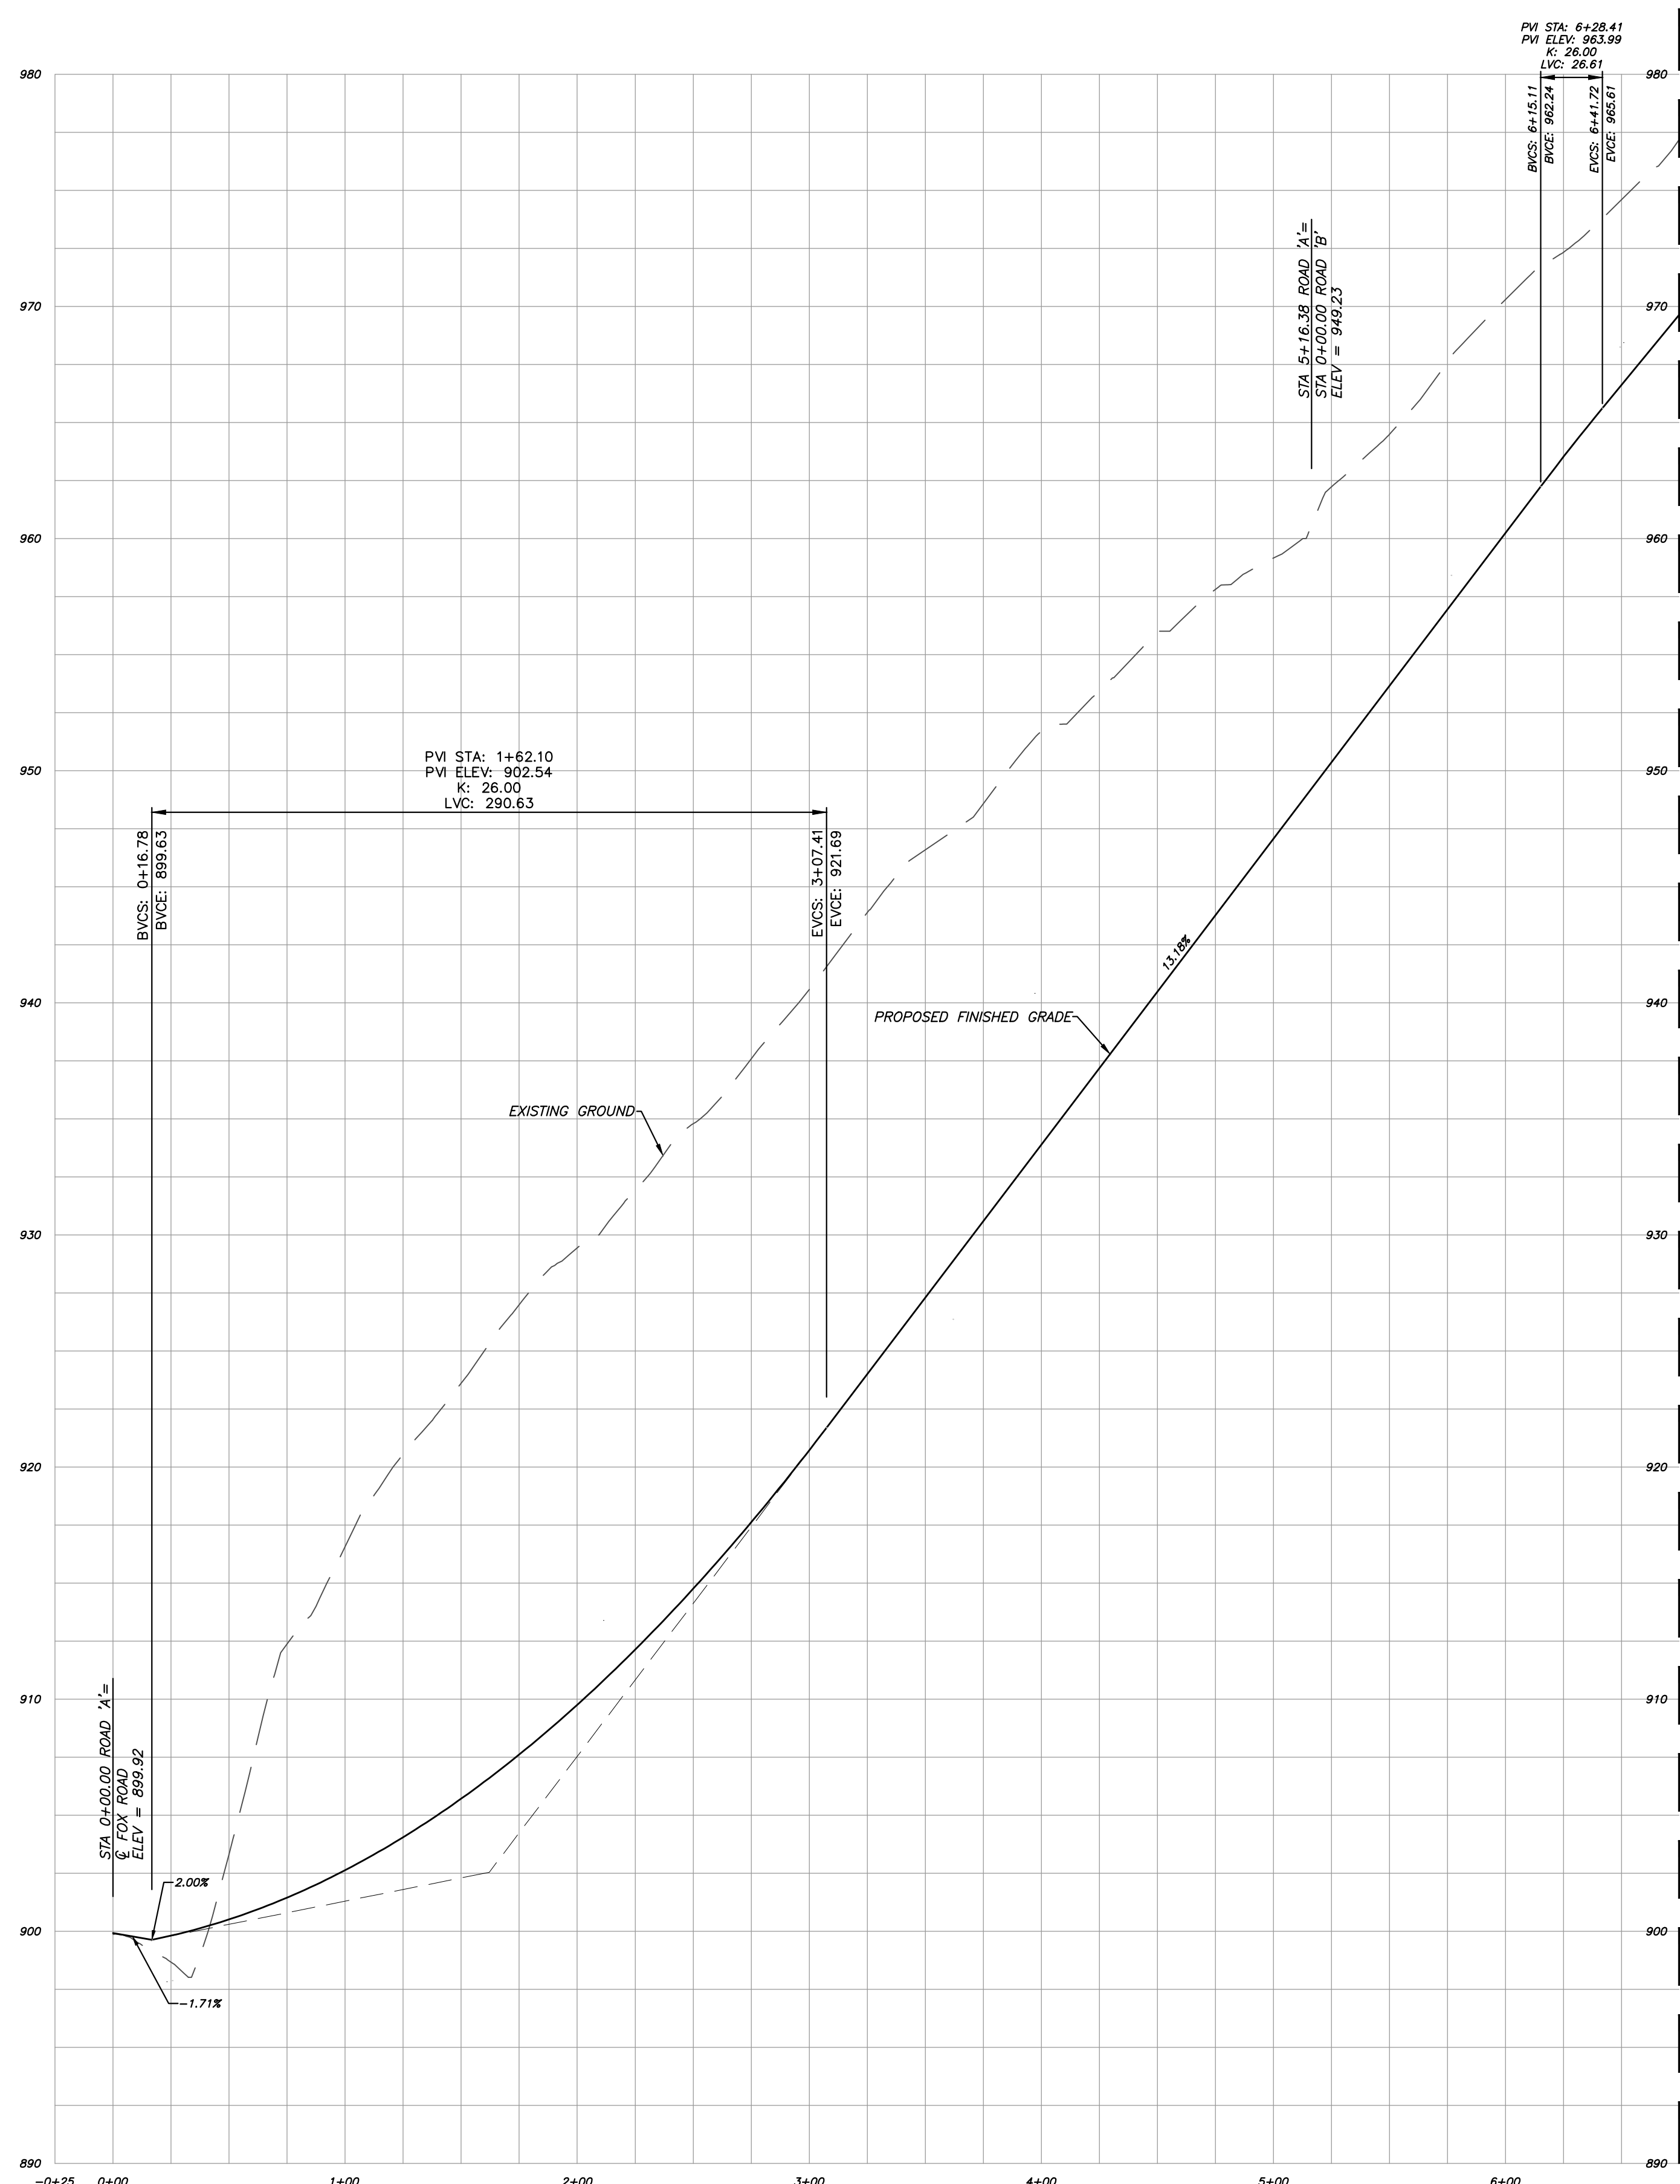 PVI STA: 6+28.41
PVI ELEV: 963.99
K: 26.00
LVC: 26.61
980
980
BVCS: 6+15.11
BVCE: 962.24
EVCS: 6+41.72
EVCE: 965.61
STA 5+16.38 ROAD 'A'=
STA 0+00.00 ROAD 'B'
ELEV = 949.23
970
970
960
960
PVI STA: 1+62.10
PVI ELEV: 902.54
K: 26.00
LVC: 290.63
950
950
BVCS: 0+16.78
BVCE: 899.63
EVCS: 3+07.41
EVCE: 921.69
13.18%
940
940
PROPOSED FINISHED GRADE
EXISTING GROUND
930
930
920
920
910
910
STA 0+00.00 ROAD 'A'=
℄ FOX ROAD
ELEV = 899.92
2.00%
900
900
-1.71%
890
890
-0+25 0+00 1+00 2+00 3+00 4+00 5+00 6+00